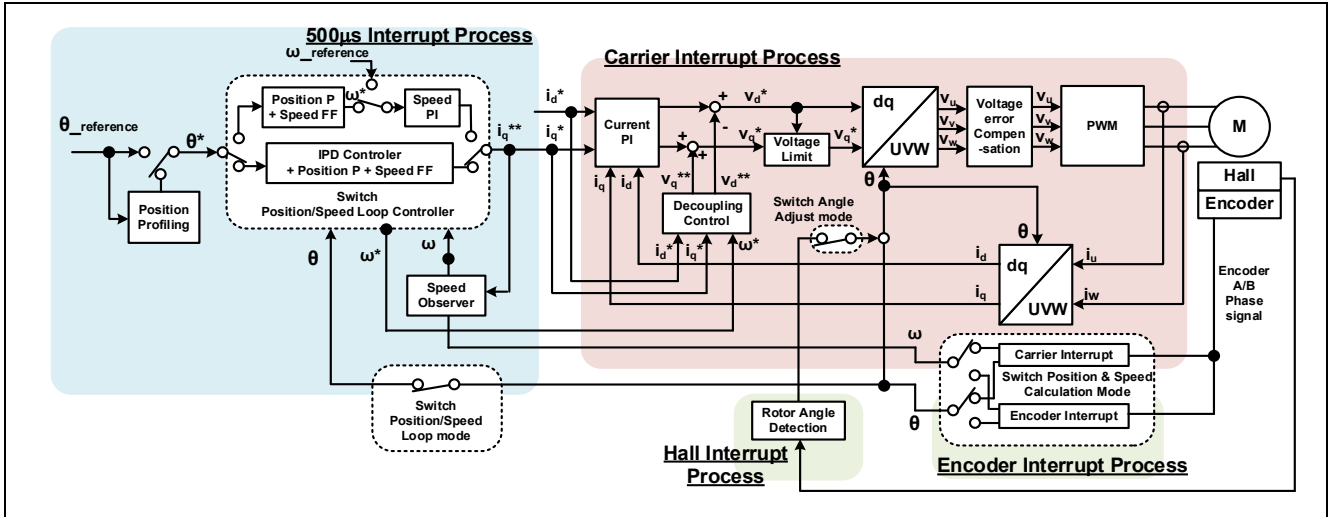 500µs Interrupt Process
ω_reference
Position P
+ Speed FF
ω*
Speed
PI
θ_reference
θ*
IPD Controler
+ Position P + Speed FF
Switch
Position/Speed Loop Controller
Position
Profiling
iq**
iq*
id*
θ
ω*
ω
Speed
Observer
Switch
Position/Speed
Loop mode
Carrier Interrupt Process
Current
PI
iq
id
+
-
vd*
+
+
vq*
Voltage
Limit
vq*
vq**
vd**
Decoupling
Control
id*
iq*
ω*
dq
UVW
θ
vu
vv
vw
Voltage
error
Compen
-sation
vu
vv
vw
PWM
M
Hall
Encoder
Switch Angle
Adjust mode
θ
id
iq
dq
UVW
iu
iw
Encoder
A/B
Phase
signal
ω
θ
Carrier Interrupt
Switch Position & Speed
Calculation Mode
Encoder Interrupt
Rotor Angle
Detection
Hall Interrupt
Process
Encoder Interrupt Process